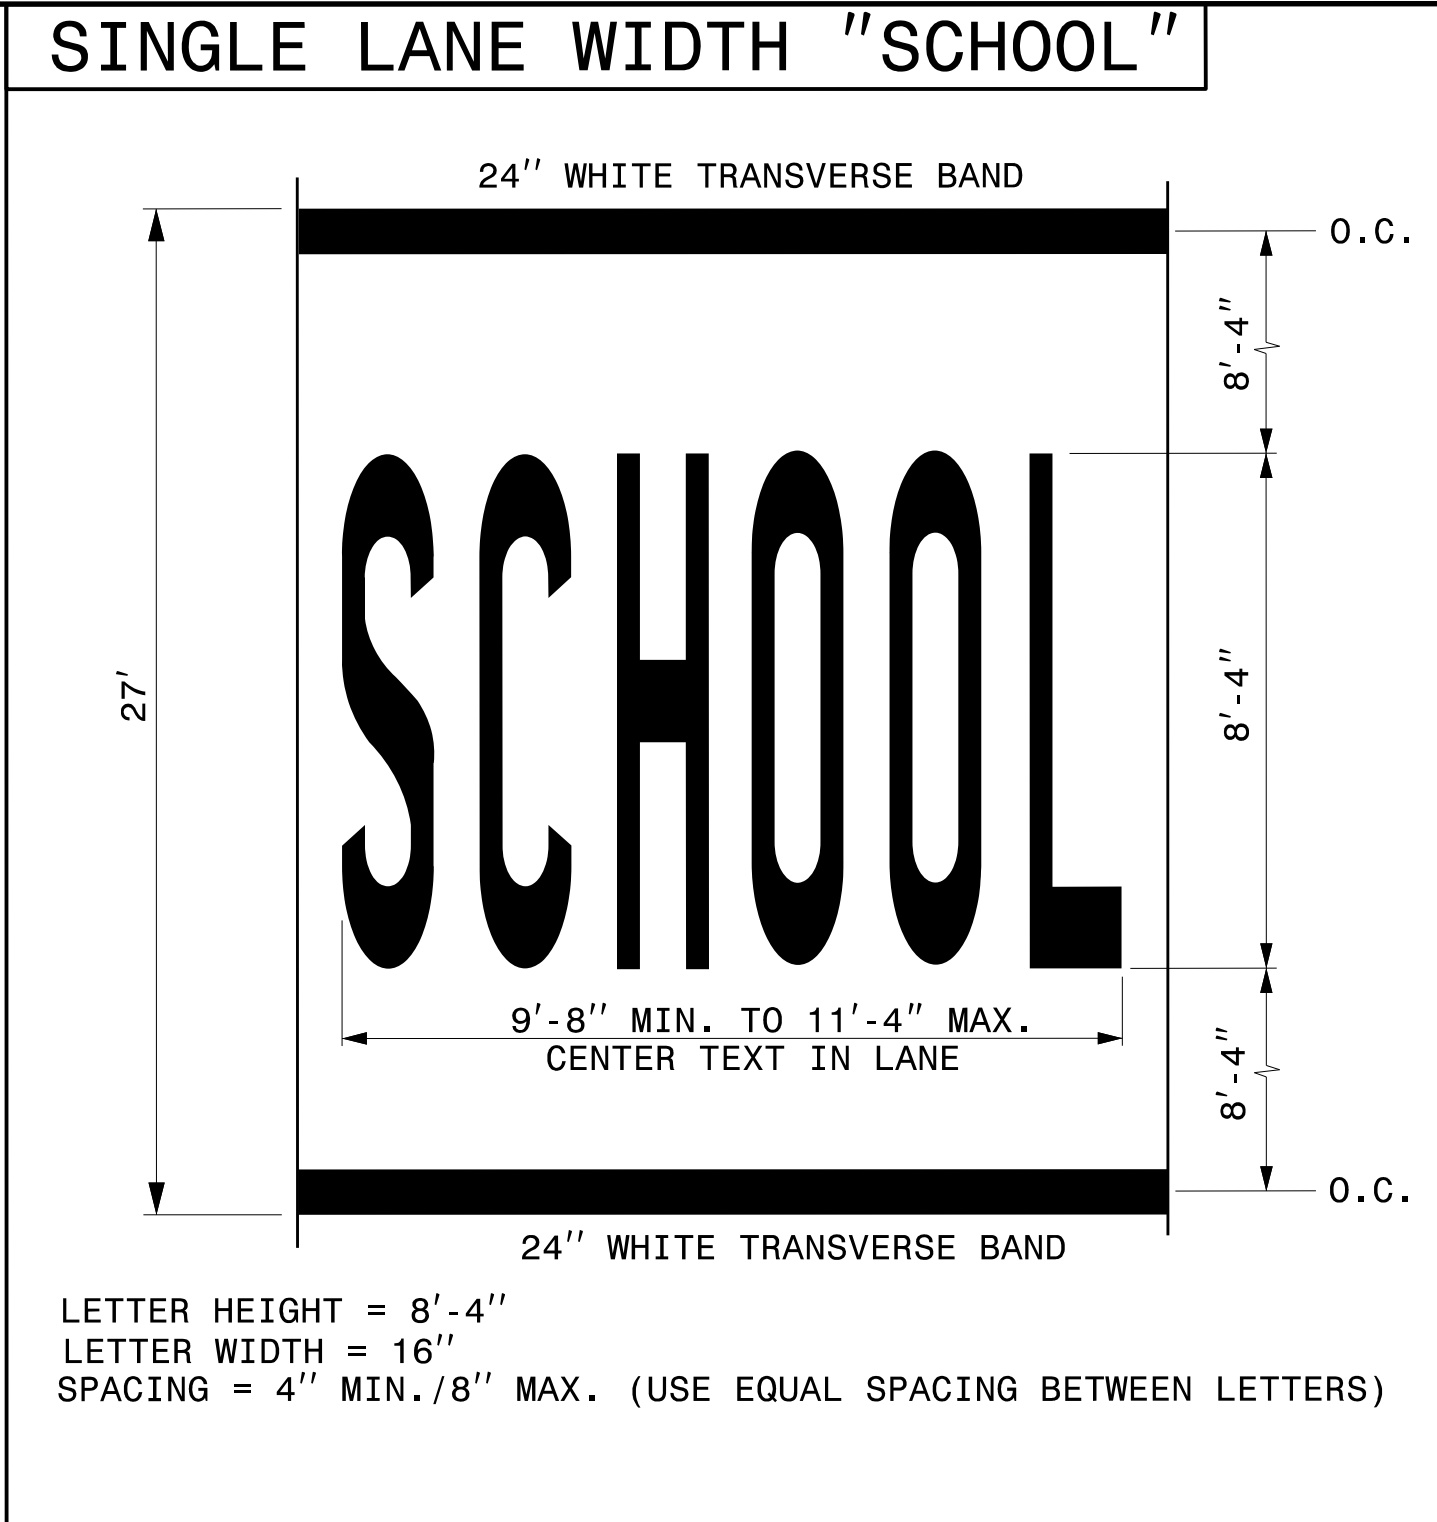 SINGLE LANE WIDTH "SCHOOL"
24" WHITE TRANSVERSE BAND
O.C.
8'-4"
SCHOOL
27'
8'-4"
9'-8" MIN. TO 11'-4" MAX.
CENTER TEXT IN LANE
8'-4"
O.C.
24" WHITE TRANSVERSE BAND
LETTER HEIGHT = 8'-4"
LETTER WIDTH = 16"
SPACING = 4" MIN./8" MAX. (USE EQUAL SPACING BETWEEN LETTERS)